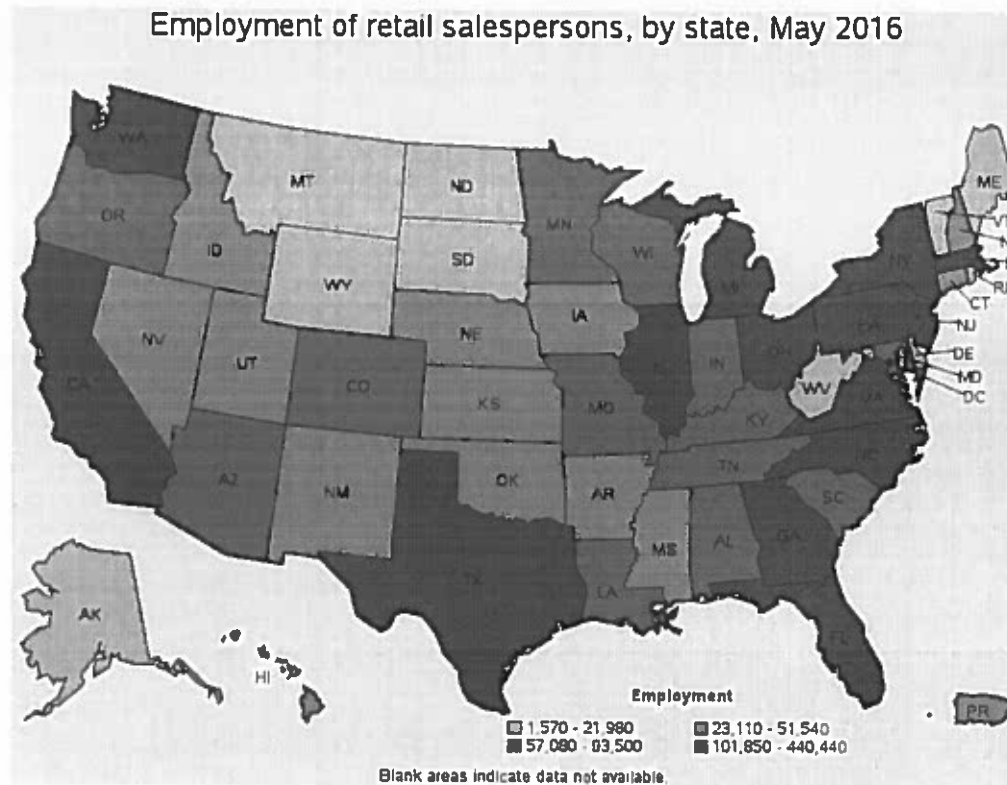 Employment of retail salespersons, by state, May 2016
WA
MT
ND
ME
OR
MN
VT
ID
SD
WI
NY
WY
MI
RI
CT
IA
NE
PA
NJ
NV
UT
IN
OH
DE
CA
CO
WV
MD
KS
MO
VA
DC
KY
NC
AZ
NM
OK
TN
AR
SC
MS
AL
GA
TX
LA
AK
FL
HI
Employment
PR
1,570 - 21,980
23,110 - 51,540
57,080 - 93,500
101,850 - 440,440
Blank areas indicate data not available.